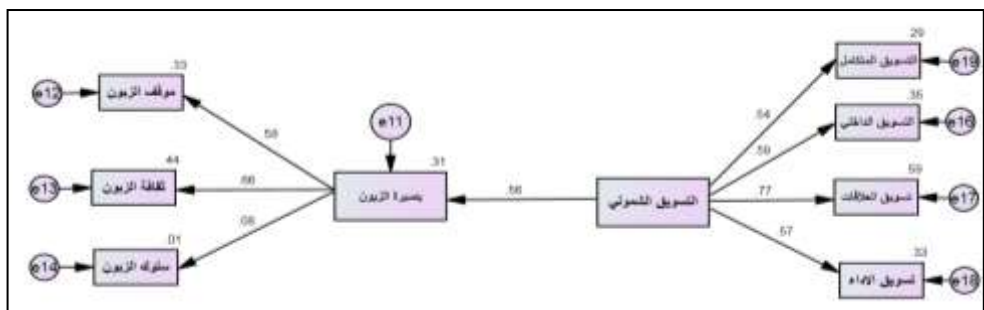 .29
التسويق المتكامل
e19
.54
.33
موقف الزبون
e12
.35
التسويق الداخلي
e16
.59
.58
e11
.44
ثقافة الزبون
e13
.66
.31
بصيرة الزبون
.56
التسويق الشمولي
.59
تسويق العلاقات
e17
.77
.08
.01
سلوك الزبون
e14
.57
.33
تسويق الاداء
e18